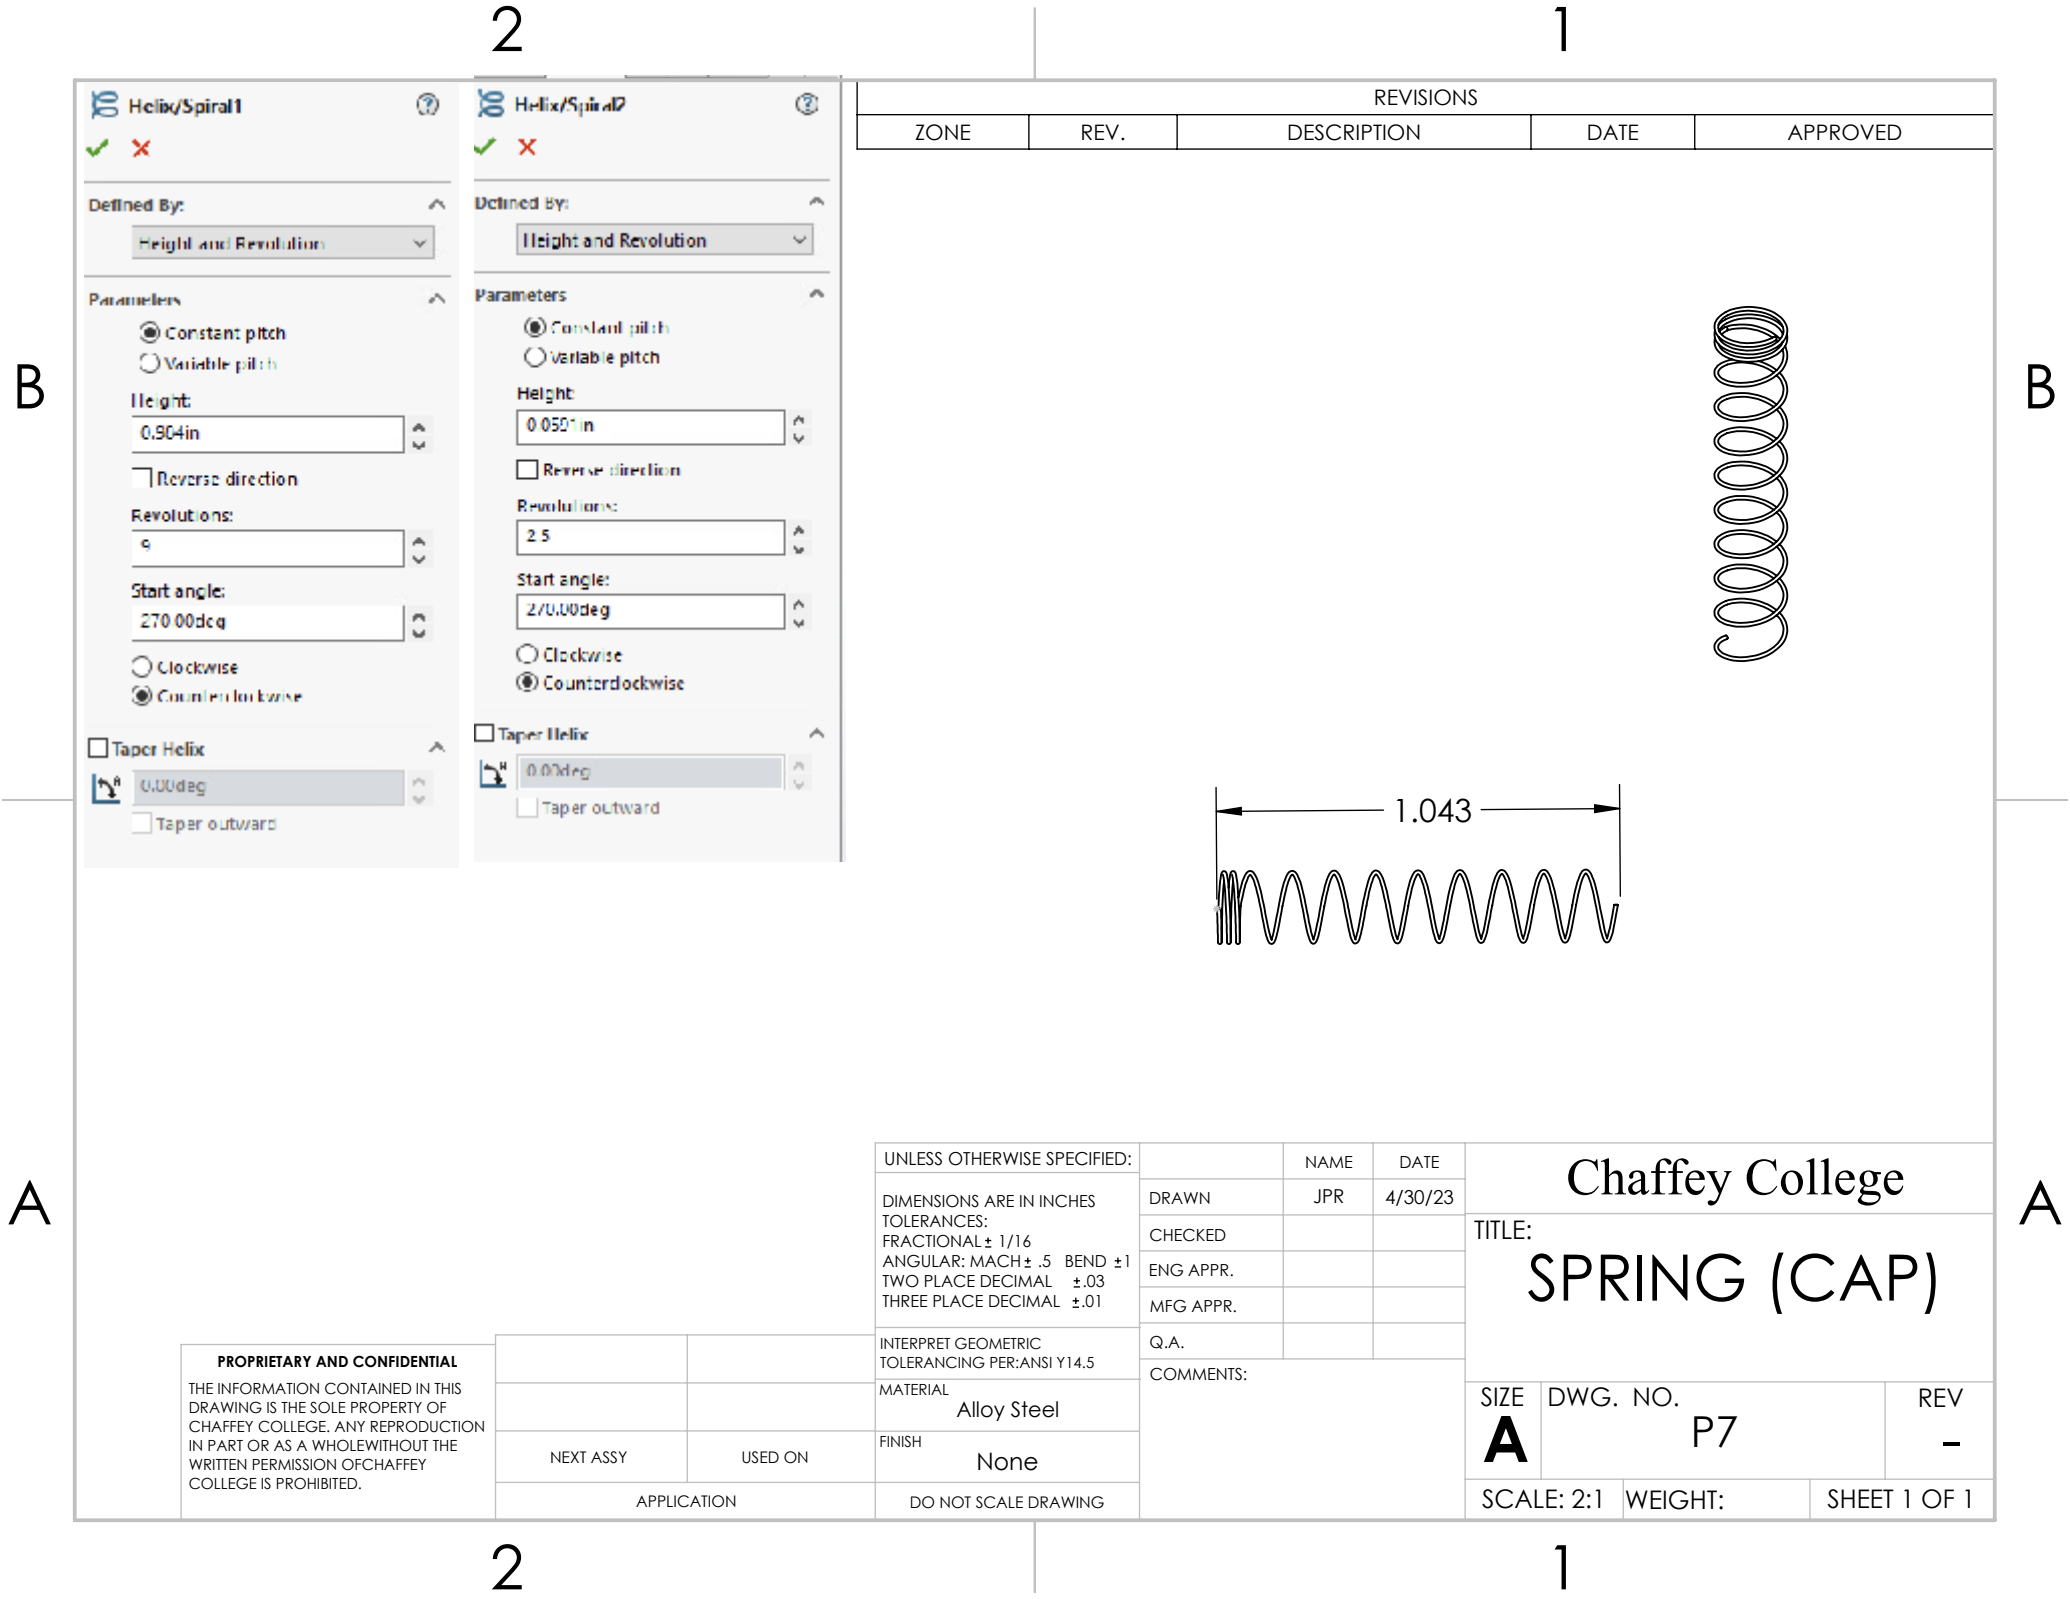 2
1
Helix/Spiral1
Defined By:
Height and Revolution
Parameters
Constant pitch
Variable pitch
Height:
Reverse direction
Revolutions:
9
Start angle:
270.00deg
Clockwise
Counterclockwise
Taper Helix
0.00deg
Taper outward
Helix/Spiral2
Defined By:
Height and Revolution
Parameters
Constant pitch
Variable pitch
Height:
0.0591in
Reverse direction
Revolutions:
2.5
Start angle:
270.00deg
Clockwise
Counterclockwise
Taper Helix
0.00deg
Taper outward
REVISIONS
ZONE REV. DESCRIPTION DATE APPROVED
B
B
1.043
A
A
UNLESS OTHERWISE SPECIFIED:
DIMENSIONS ARE IN INCHES
TOLERANCES:
FRACTIONAL ± 1/16
ANGULAR: MACH ± .5 BEND ±1
TWO PLACE DECIMAL ±.03
THREE PLACE DECIMAL ±.01
INTERPRET GEOMETRIC
TOLERANCING PER:ANSI Y14.5
MATERIAL
Alloy Steel
FINISH
None
DO NOT SCALE DRAWING
NAME DATE
DRAWN JPR 4/30/23
CHECKED
ENG APPR.
MFG APPR.
Q.A.
COMMENTS:
Chaffey College
TITLE:
SPRING (CAP)
SIZE DWG. NO. REV
A P7 -
SCALE: 2:1 WEIGHT: SHEET 1 OF 1
PROPRIETARY AND CONFIDENTIAL
THE INFORMATION CONTAINED IN THIS
DRAWING IS THE SOLE PROPERTY OF
CHAFFEY COLLEGE. ANY REPRODUCTION
IN PART OR AS A WHOLEWITHOUT THE
WRITTEN PERMISSION OFCHAFFEY
COLLEGE IS PROHIBITED.
NEXT ASSY USED ON
APPLICATION
2
1